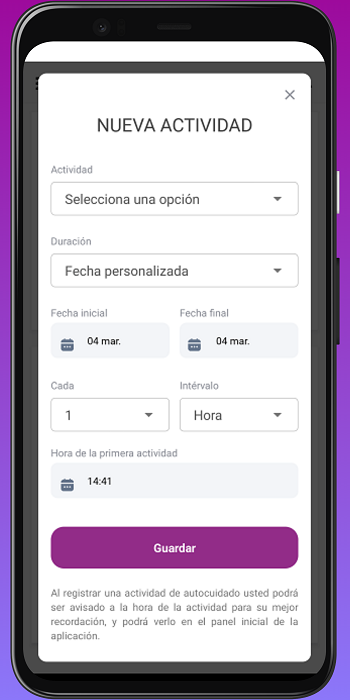 NUEVA ACTIVIDAD
Actividad
Selecciona una opción
Duración
Fecha personalizada
Fecha inicial Fecha final
04 mar. 04 mar.
Cada Intérvalo
1 Hora
Hora de la primera actividad
14:41
Guardar
Al registrar una actividad de autocuidado usted podrá
ser avisado a la hora de la actividad para su mejor
recordación, y podrá verlo en el panel inicial de la
aplicación.